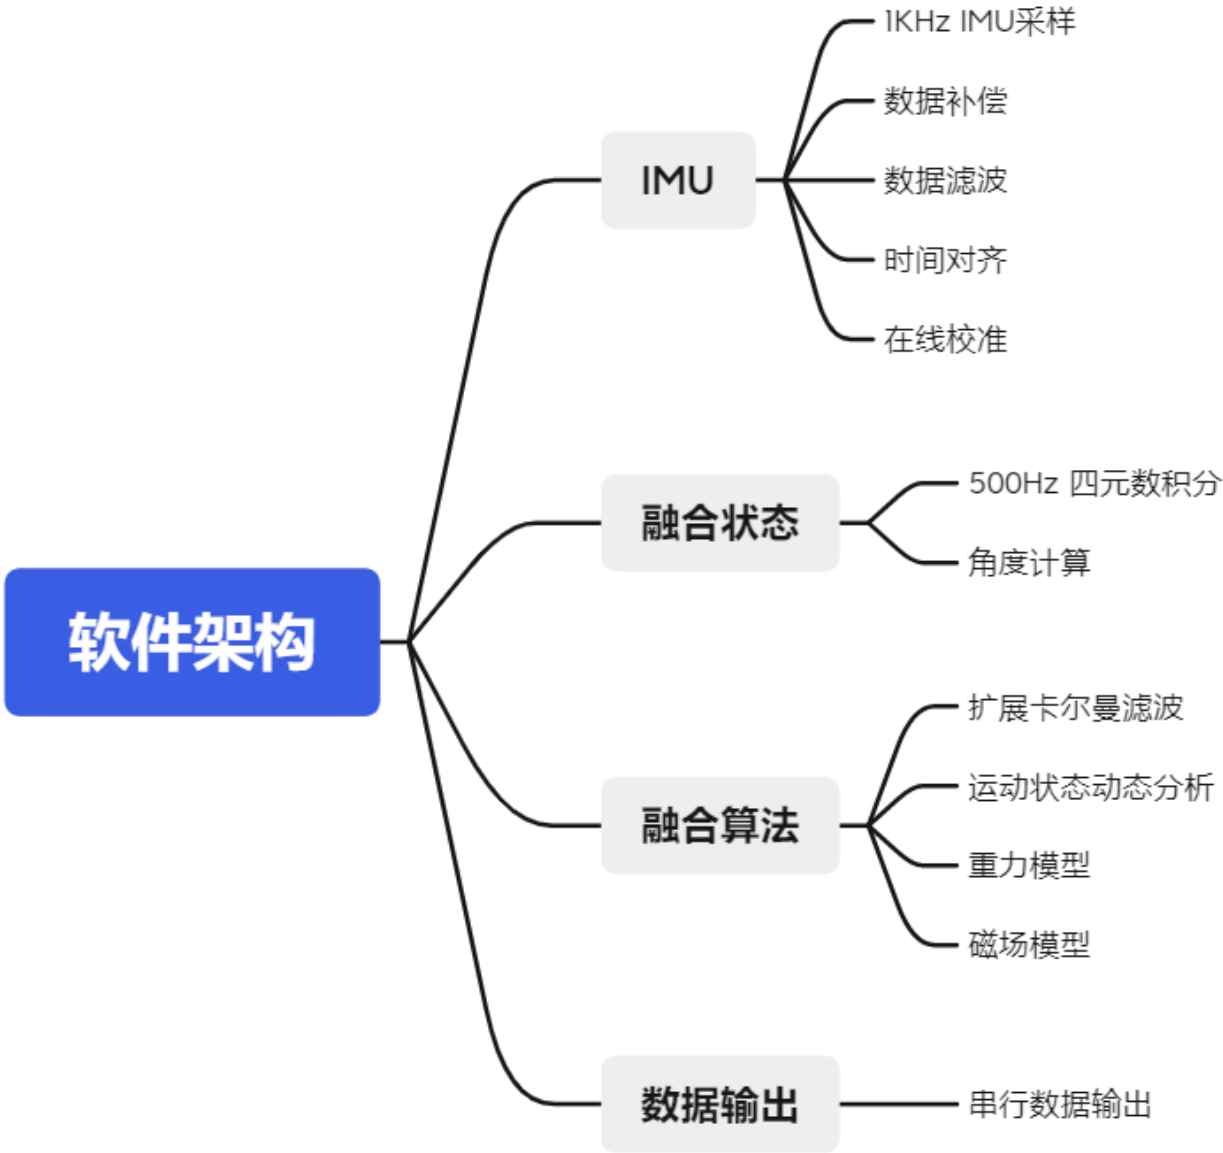 软件架构
IMU
1KHz IMU采样
数据补偿
数据滤波
时间对齐
在线校准
融合状态
500Hz 四元数积分
角度计算
融合算法
扩展卡尔曼滤波
运动状态动态分析
重力模型
磁场模型
数据输出
串行数据输出